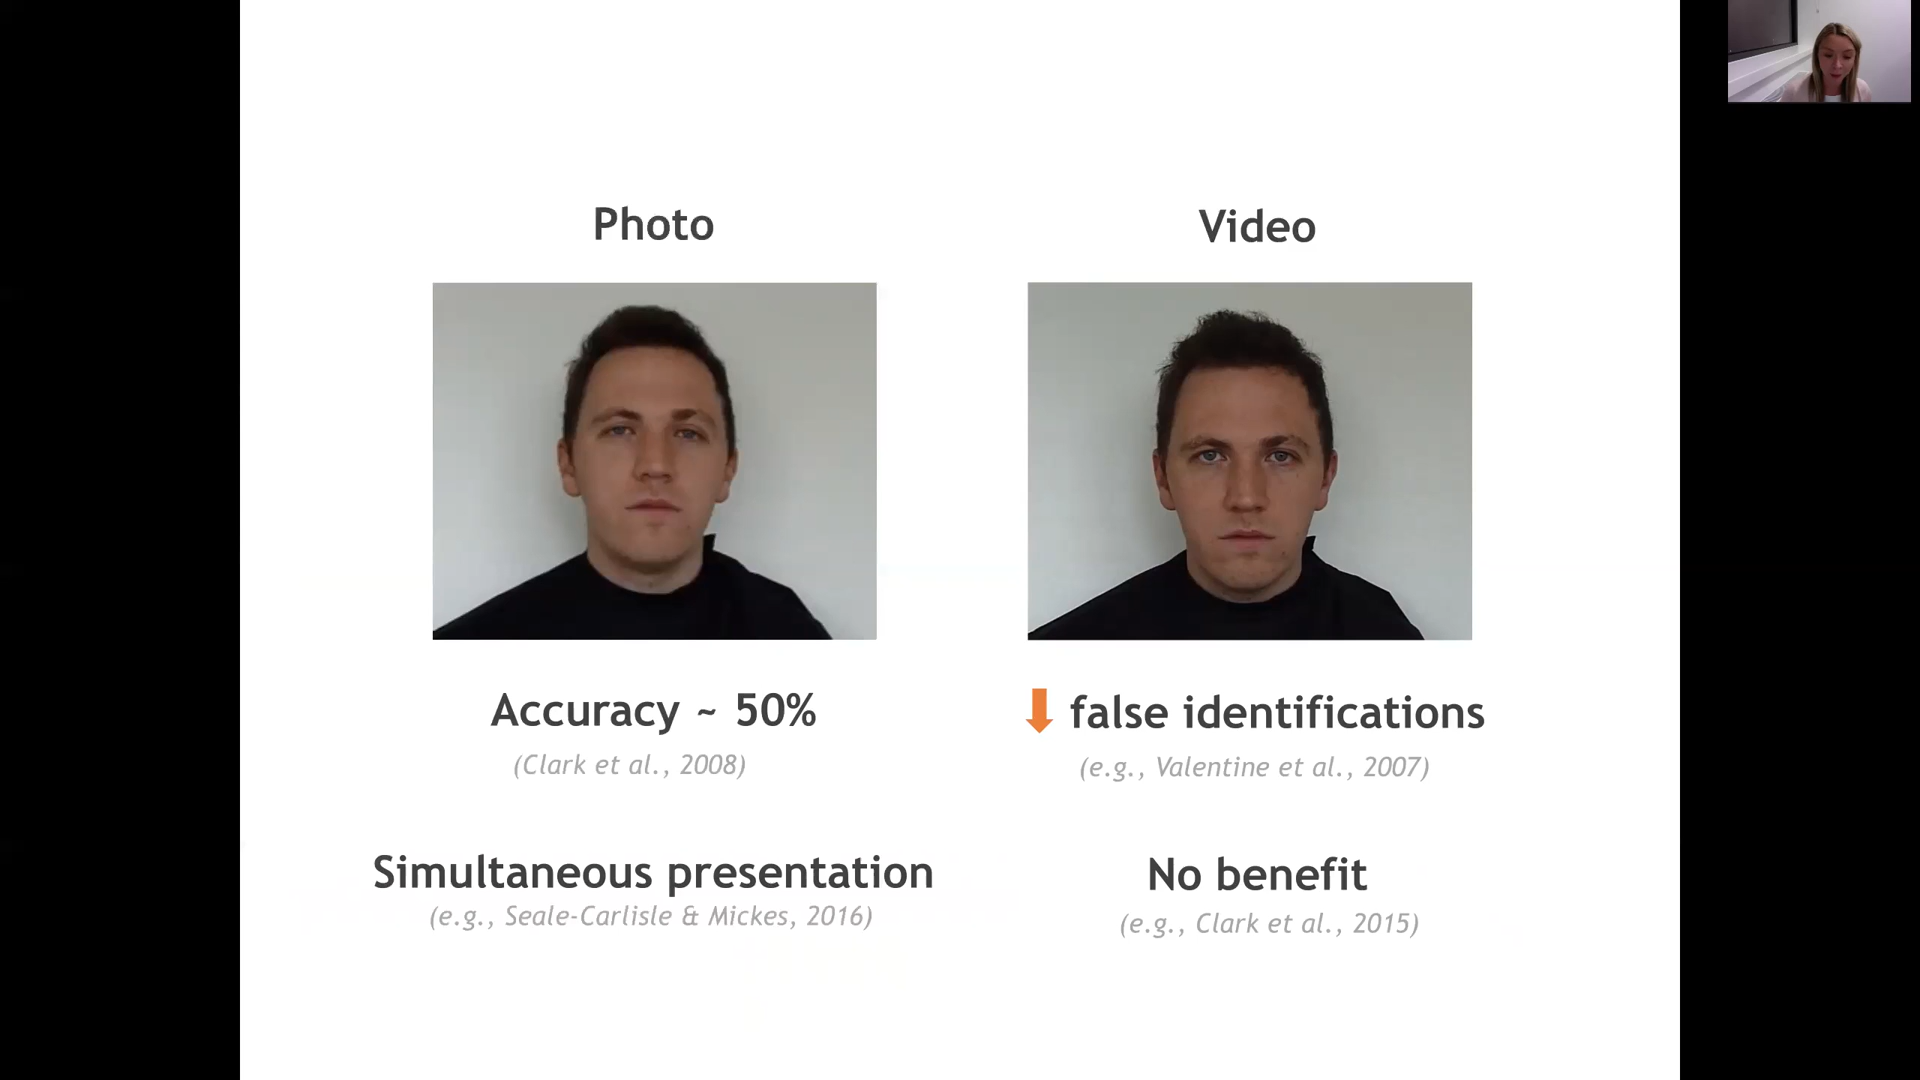 Photo
Video
Accuracy ~ 50%
(Clark et al., 2008)
false identifications
(e.g., Valentine et al., 2007)
Simultaneous presentation
(e.g., Seale-Carlisle & Mickes, 2016)
No benefit
(e.g., Clark et al., 2015)